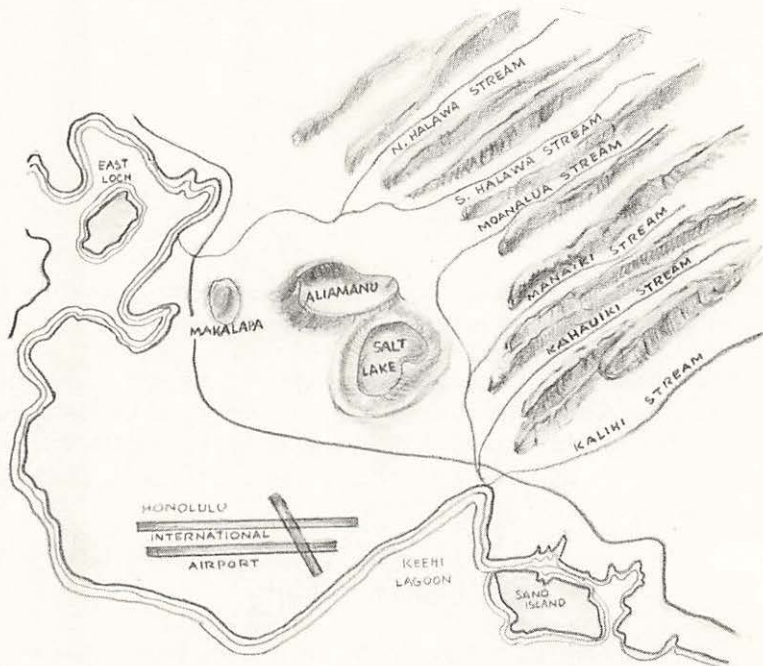 N. HALAWA STREAM
S. HALAWA STREAM
MOANALUA STREAM
EAST
LOCH
MANAIKI STREAM
ALIAMANU
MAKALAPA
KAHAUIKI STREAM
SALT
LAKE
KALIHI STREAM
HONOLULU
INTERNATIONAL
AIRPORT
KEEHI
LAGOON
SAND
ISLAND